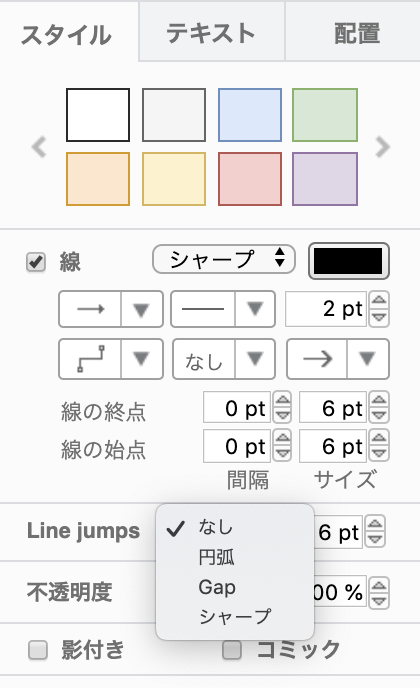 スタイル テキスト 配置
線 シャープ
2 pt
なし
線の終点 0 pt 6 pt
線の始点 0 pt 6 pt
間隔 サイズ
Line jumps 6 pt
なし
円弧
Gap
シャープ
不透明度 00 %
影付き コミック